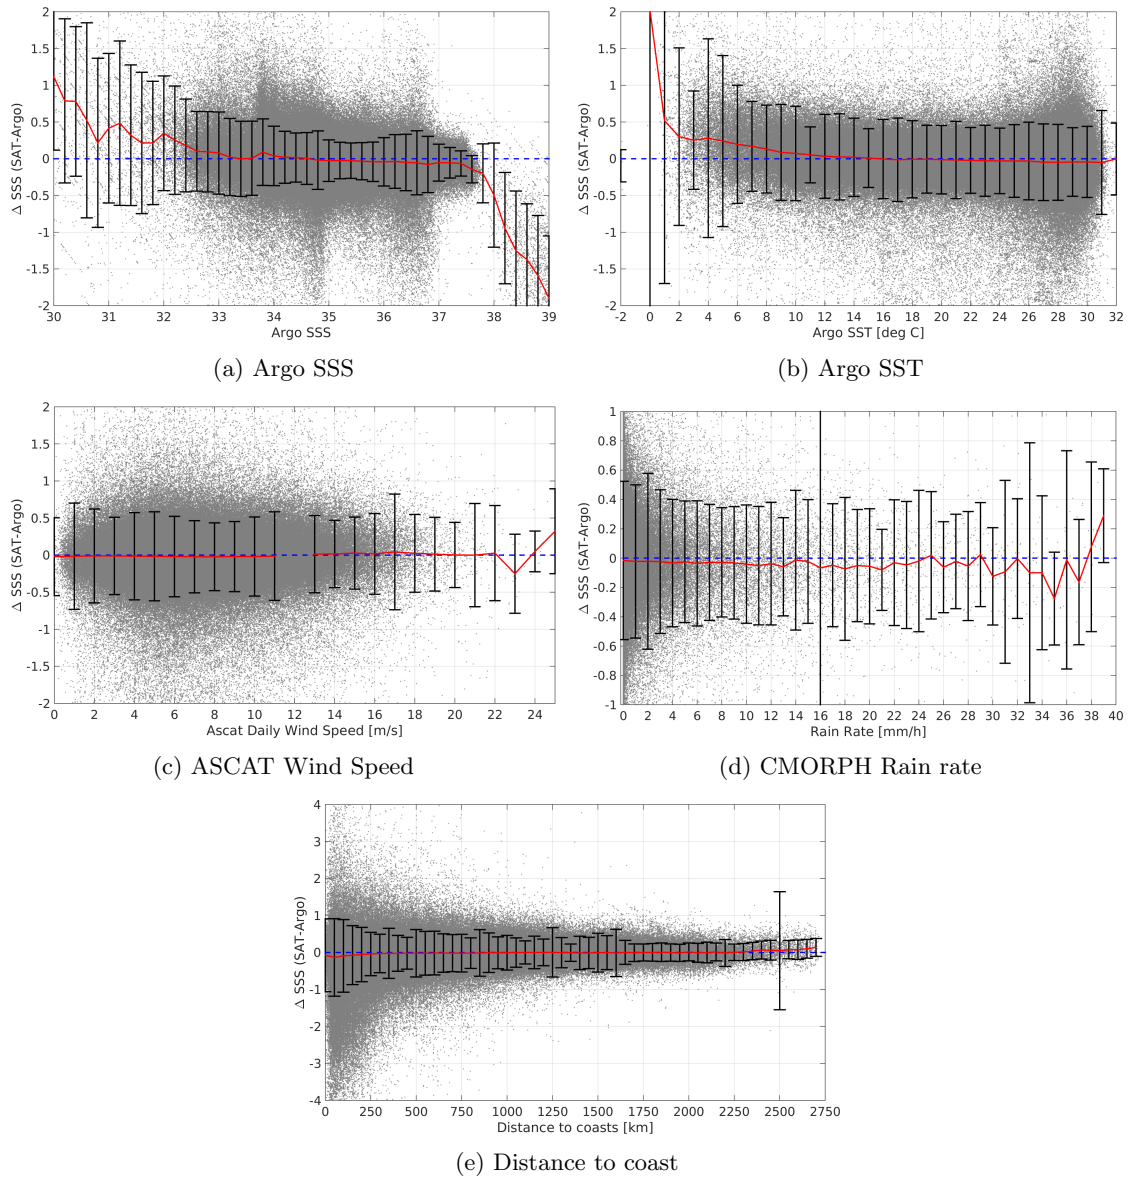 2
1.5
1
0.5
0
-0.5
-1
-1.5
-2
Δ SSS (SAT-Argo)
30 31 32 33 34 35 36 37 38 39
Argo SSS
(a) Argo SSS
2
1.5
1
0.5
0
-0.5
-1
-1.5
-2
Δ SSS (SAT-Argo)
-2 0 2 4 6 8 10 12 14 16 18 20 22 24 26 28 30 32
Argo SST [deg C]
(b) Argo SST
2
1.5
1
0.5
0
-0.5
-1
-1.5
-2
Δ SSS (SAT-Argo)
0 2 4 6 8 10 12 14 16 18 20 22 24
Ascat Daily Wind Speed [m/s]
(c) ASCAT Wind Speed
1
0.8
0.6
0.4
0.2
0
-0.2
-0.4
-0.6
-0.8
-1
Δ SSS (SAT-Argo)
0 2 4 6 8 10 12 14 16 18 20 22 24 26 28 30 32 34 36 38 40
Rain Rate [mm/h]
(d) CMORPH Rain rate
4
3
2
1
0
-1
-2
-3
-4
Δ SSS (SAT-Argo)
0 250 500 750 1000 1250 1500 1750 2000 2250 2500 2750
Distance to coasts [km]
(e) Distance to coast